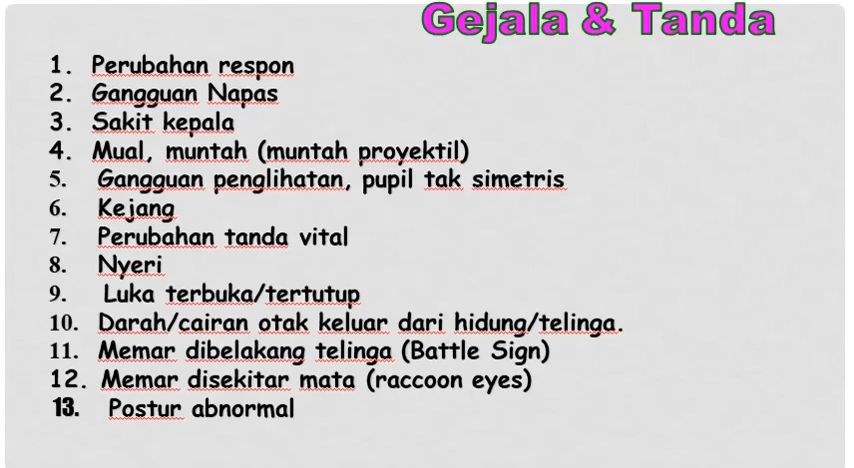 Gejala & Tanda
1. Perubahan respon
2. Gangguan Napas
3. Sakit kepala
4. Mual, muntah (muntah proyektil)
5. Gangguan penglihatan, pupil tak simetris
6. Kejang
7. Perubahan tanda vital
8. Nyeri
9. Luka terbuka/tertutup
10. Darah/cairan otak keluar dari hidung/telinga.
11. Memar dibelakang telinga (Battle Sign)
12. Memar disekitar mata (raccoon eyes)
13. Postur abnormal